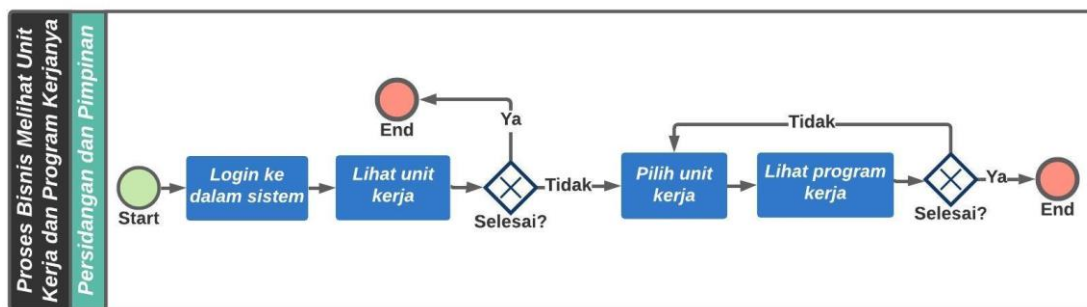 Proses Bisnis Melihat Unit
Kerja dan Program Kerjanya
Persidangan dan Pimpinan
Start
Login ke
dalam sistem
Lihat unit
kerja
Selesai?
Ya
End
Tidak
Pilih unit
kerja
Lihat program
kerja
Selesai?
Tidak
Ya
End